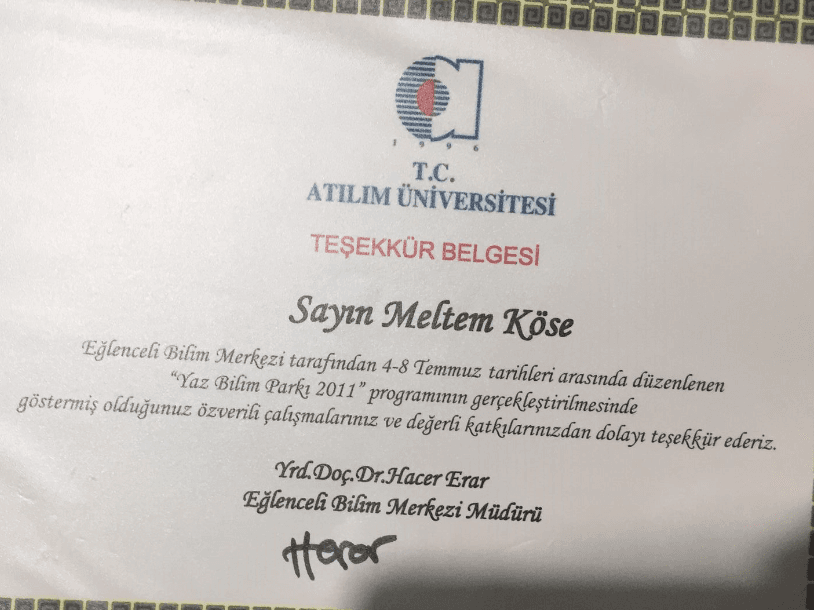 1996
T.C.
ATILIM ÜNİVERSİTESİ
TEŞEKKÜR BELGESİ
Sayın Meltem Köse
Eğlenceli Bilim Merkezi tarafından 4-8 Temmuz tarihleri arasında düzenlenen
"Yaz Bilim Parkı 2011" programının gerçekleştirilmesinde
göstermiş olduğunuz özverili çalışmalarınız ve değerli katkılarınızdan dolayı teşekkür ederiz.
Yrd.Doç.Dr.Hacer Erar
Eğlenceli Bilim Merkezi Müdürü